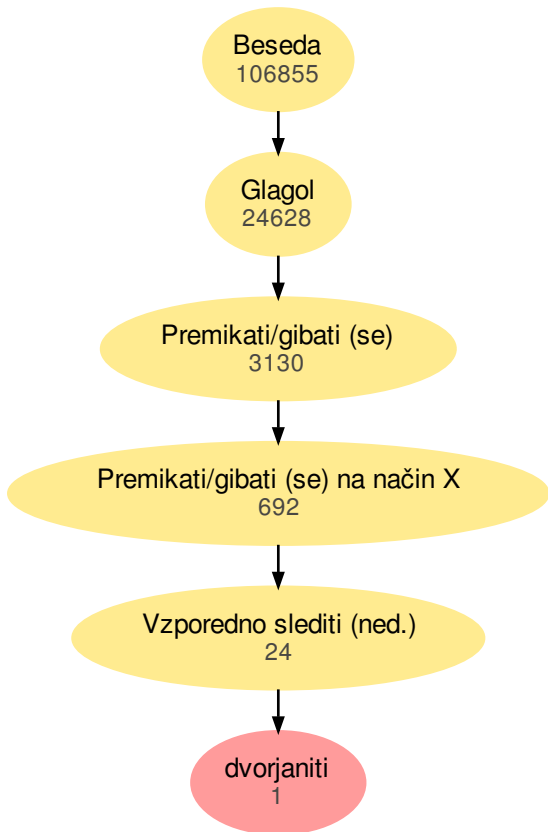 Beseda
106855
Glagol
24628
Premikati/gibati (se)
3130
Premikati/gibati (se) na način X
692
Vzporedno slediti (ned.)
24
dvorjaniti
1